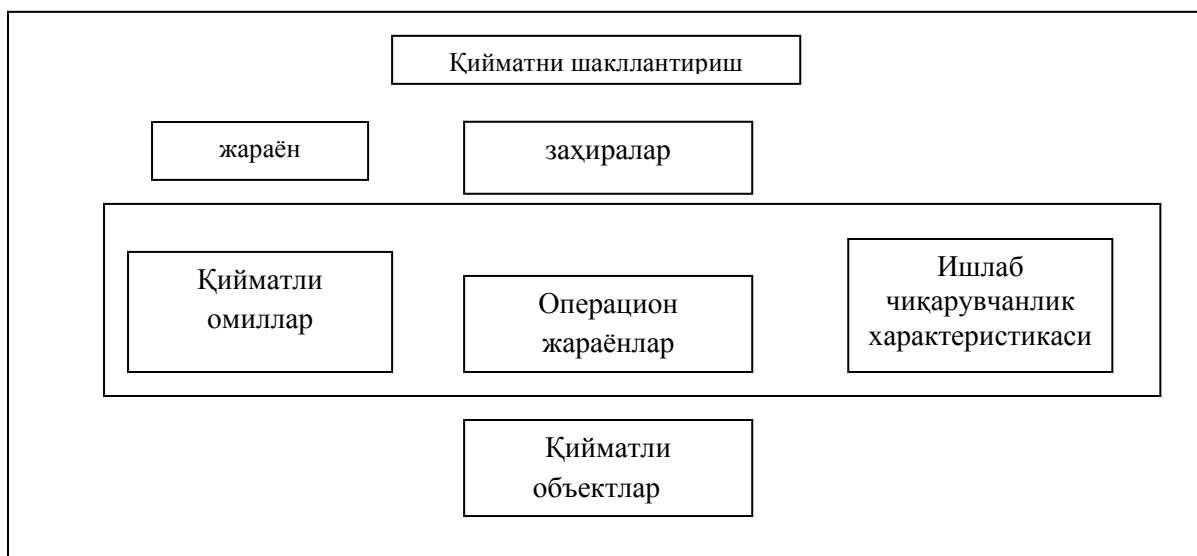 Қийматни шакллантириш
жараён
заҳиралар
Қийматли
омиллар
Операцион
жараёнлар
Ишлаб
чиқарувчанлик
характеристикаси
Қийматли
объектлар